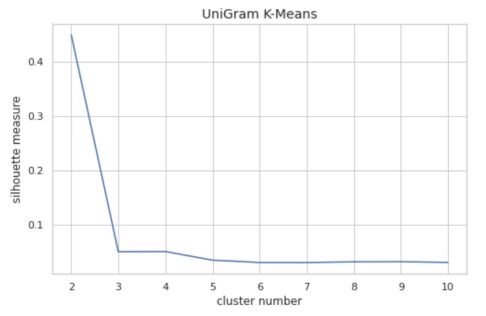 UniGram K-Means
silhouette measure
0.4
0.3
0.2
0.1
2 3 4 5 6 7 8 9 10
cluster number